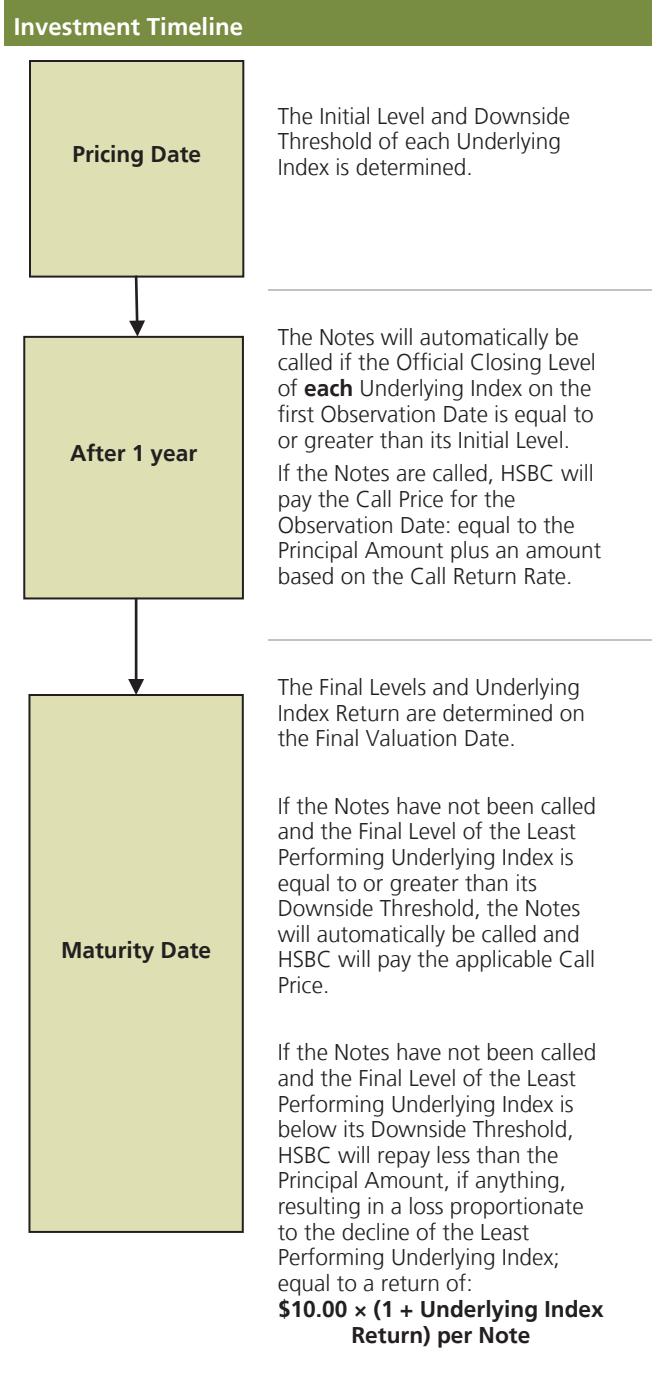 Investment Timeline
Pricing Date
The Initial Level and Downside
Threshold of each Underlying
Index is determined.
After 1 year
The Notes will automatically be
called if the Official Closing Level
of each Underlying Index on the
first Observation Date is equal to
or greater than its Initial Level.
If the Notes are called, HSBC will
pay the Call Price for the
Observation Date: equal to the
Principal Amount plus an amount
based on the Call Return Rate.
Maturity Date
The Final Levels and Underlying
Index Return are determined on
the Final Valuation Date.
If the Notes have not been called
and the Final Level of the Least
Performing Underlying Index is
equal to or greater than its
Downside Threshold, the Notes
will automatically be called and
HSBC will pay the applicable Call
Price.
If the Notes have not been called
and the Final Level of the Least
Performing Underlying Index is
below its Downside Threshold,
HSBC will repay less than the
Principal Amount, if anything,
resulting in a loss proportionate
to the decline of the Least
Performing Underlying Index;
equal to a return of:
$10.00 × (1 + Underlying Index
Return) per Note